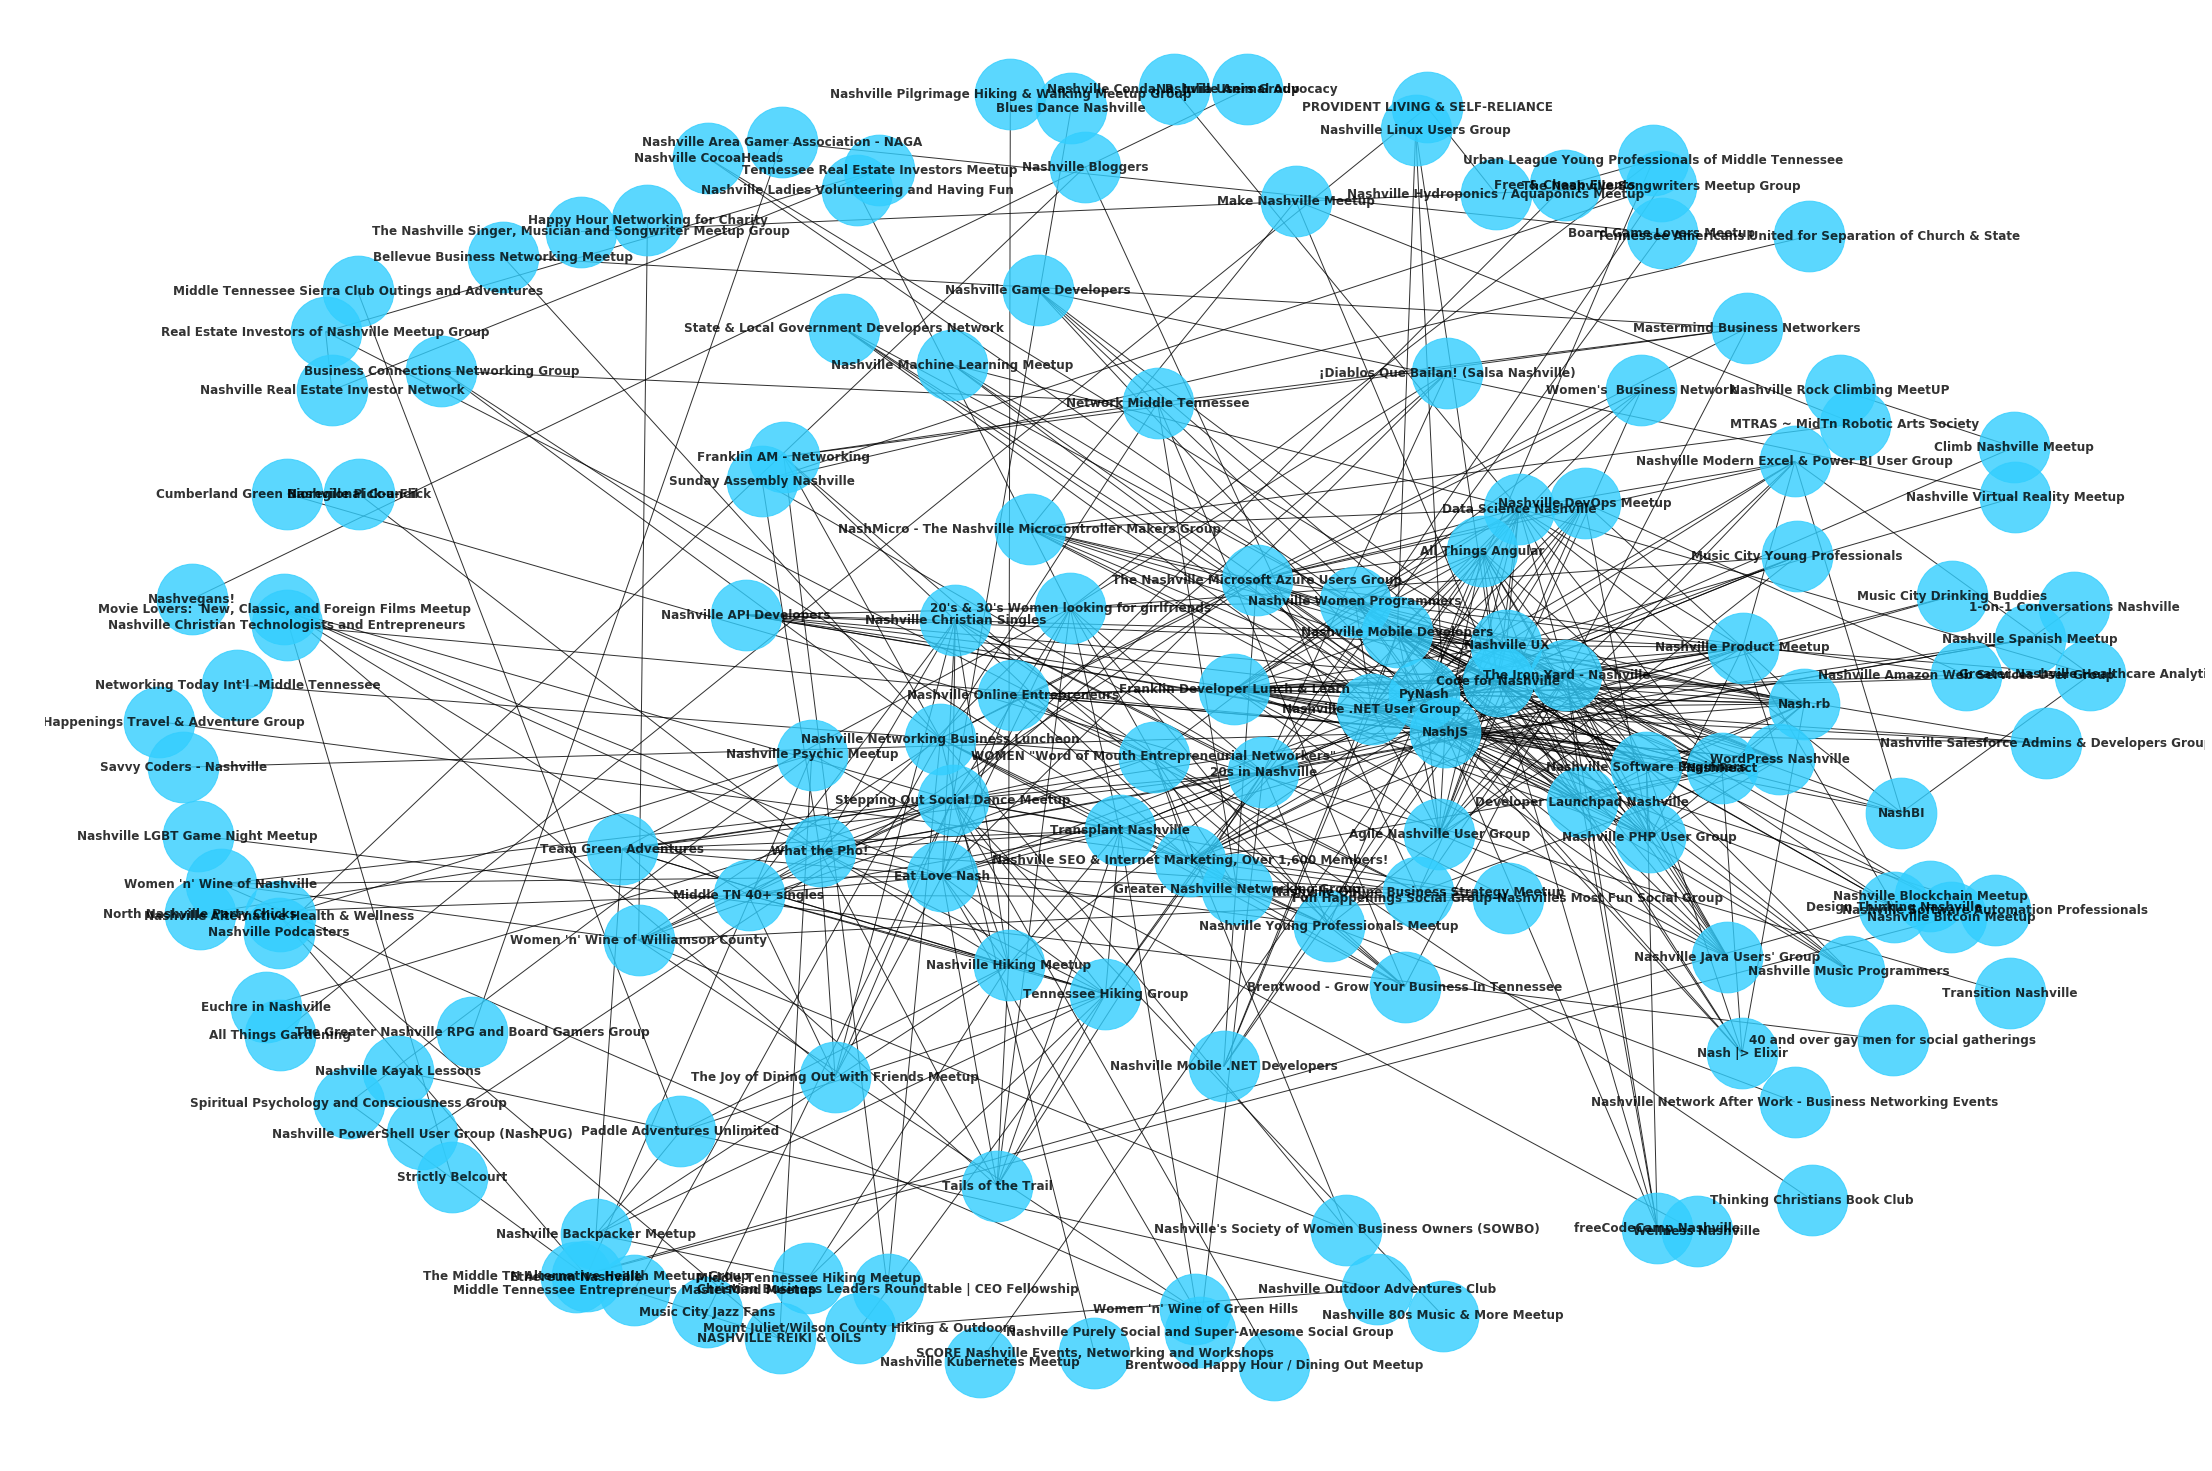 Nashville Pilgrimage Hiking & Walking Meetup Group
Nashville Animal Advocacy
Blues Dance Nashville
PROVIDENT LIVING & SELF-RELIANCE
Nashville Linux Users Group
Nashville Area Gamer Association - NAGA
Nashville CocoaHeads
Tennessee Real Estate Investors Meetup
Nashville Bloggers
Urban League Young Professionals of Middle Tennessee
Nashville Ladies Volunteering and Having Fun
Free & Cheap Events
The Nashville Songwriters Meetup Group
Nashville Hydroponics / Aquaponics Meetup
Make Nashville Meetup
Happy Hour Networking for Charity
The Nashville Singer, Musician and Songwriter Meetup Group
Board Game Lovers Meetup
Tennessee Americans United for Separation of Church & State
Bellevue Business Networking Meetup
Middle Tennessee Sierra Club Outings and Adventures
Nashville Game Developers
Real Estate Investors of Nashville Meetup Group
State & Local Government Developers Network
Mastermind Business Networkers
Nashville Machine Learning Meetup
Business Connections Networking Group
¡Diablos Que Bailan! (Salsa Nashville)
Nashville Real Estate Investor Network
Women's Business Network
Nashville Rock Climbing MeetUP
Network Middle Tennessee
MTRAS ~ MidTn Robotic Arts Society
Climb Nashville Meetup
Franklin AM - Networking
Nashville Modern Excel & Power BI User Group
Sunday Assembly Nashville
Cumberland Green Bioregional Council
Nashville Pick-a-Flick
Nashville Virtual Reality Meetup
Nashville DevOps Meetup
Data Science Nashville
NashMicro - The Nashville Microcontroller Makers Group
All Things Angular
Music City Young Professionals
The Nashville Microsoft Azure Users Group
Nashvegans!
Music City Drinking Buddies
Nashville Women Programmers
Movie Lovers: New, Classic, and Foreign Films Meetup
20's & 30's Women looking for girlfriends
1-on-1 Conversations Nashville
Nashville API Developers
Nashville Christian Singles
Nashville Christian Technologists and Entrepreneurs
Nashville Mobile Developers
Nashville Spanish Meetup
Nashville UX
Nashville Product Meetup
The Iron Yard - Nashville
Nashville Amazon Web Services User Group
Greater Nashville Healthcare Analyti
Code for Nashville
Networking Today Int'l -Middle Tennessee
Franklin Developer Lunch & Learn
Nashville Online Entrepreneurs
PyNash
Nash.rb
Nashville .NET User Group
Happenings Travel & Adventure Group
NashJS
Nashville Networking Business Luncheon
Nashville Salesforce Admins & Developers Group
Nashville Psychic Meetup
WOMEN "Word of Mouth Entrepreneurial Networkers"
WordPress Nashville
Savvy Coders - Nashville
Nashville Software Beginners
NashReact
20s in Nashville
Stepping Out Social Dance Meetup
Developer Launchpad Nashville
NashBI
Transplant Nashville
Agile Nashville User Group
Nashville LGBT Game Night Meetup
Nashville PHP User Group
Team Green Adventures
What the Pho!
Nashville SEO & Internet Marketing, Over 1,600 Members!
Eat Love Nash
Women 'n' Wine of Nashville
Greater Nashville Networking Group
Nashville Online Business Strategy Meetup
Middle TN 40+ singles
Nashville Blockchain Meetup
Fun Happenings Social Group-Nashvilles Most Fun Social Group
Design Thinking Nashville
Nashville Software Automation Professionals
North Nashville Party Chicks
Nashville Alternative Health & Wellness
Nashville Bitcoin Meetup
Nashville Young Professionals Meetup
Nashville Podcasters
Women 'n' Wine of Williamson County
Nashville Java Users' Group
Nashville Hiking Meetup
Nashville Music Programmers
Brentwood - Grow Your Business In Tennessee
Tennessee Hiking Group
Transition Nashville
Euchre in Nashville
The Greater Nashville RPG and Board Gamers Group
All Things Gardening
40 and over gay men for social gatherings
Nash |> Elixir
Nashville Mobile .NET Developers
Nashville Kayak Lessons
The Joy of Dining Out with Friends Meetup
Spiritual Psychology and Consciousness Group
Nashville Network After Work - Business Networking Events
Paddle Adventures Unlimited
Nashville PowerShell User Group (NashPUG)
Strictly Belcourt
Tails of the Trail
Thinking Christians Book Club
Nashville's Society of Women Business Owners (SOWBO)
freeCodeCamp Nashville
Wellness Nashville
Nashville Backpacker Meetup
The Middle TN Alternative Health Meetup Group
Ethereum Nashville
Middle Tennessee Hiking Meetup
Middle Tennessee Entrepreneurs MasterMind Meetup
Christian Business Leaders Roundtable | CEO Fellowship
Nashville Outdoor Adventures Club
Women 'n' Wine of Green Hills
Music City Jazz Fans
Nashville 80s Music & More Meetup
Mount Juliet/Wilson County Hiking & Outdoors
Nashville Purely Social and Super-Awesome Social Group
NASHVILLE REIKI & OILS
SCORE Nashville Events, Networking and Workshops
Nashville Kubernetes Meetup
Brentwood Happy Hour / Dining Out Meetup